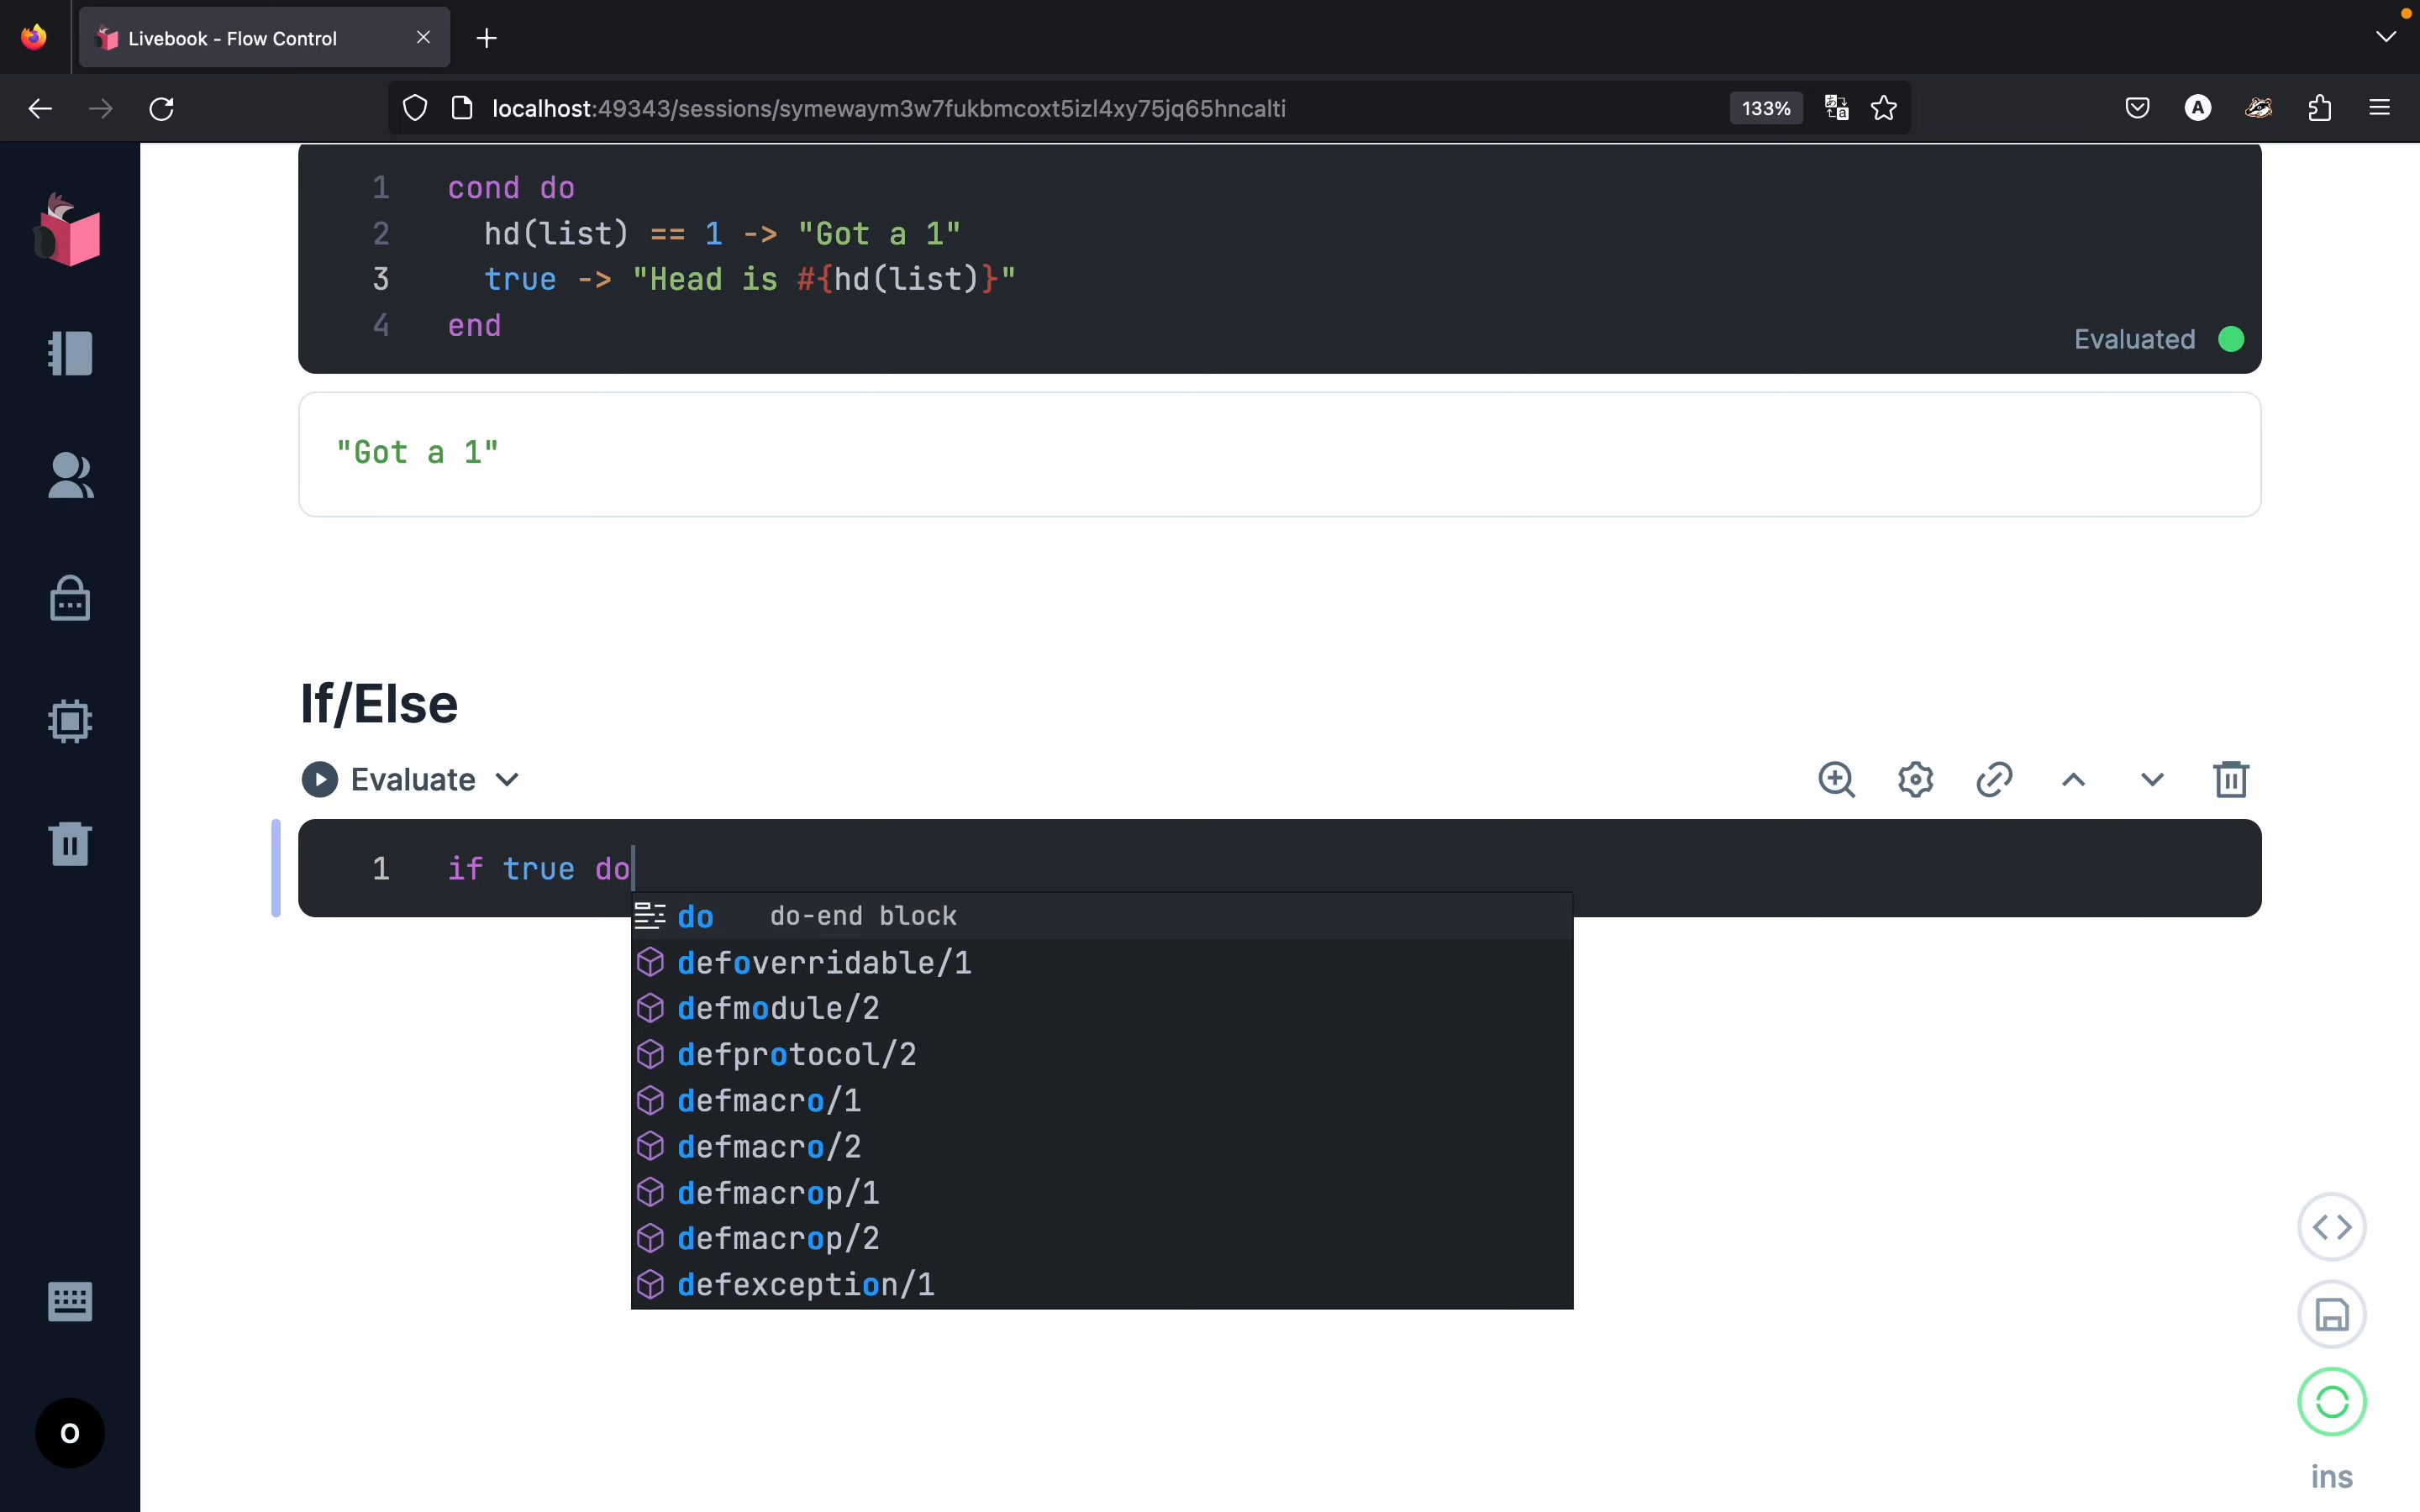 Livebook - Flow Control
localhost:49343/sessions/symewaym3w7fukbmcoxt5izl4xy75jq65hncalti
133%
A
1 cond do
2 hd(list) == 1 -> "Got a 1"
3 true -> "Head is #{hd(list)}"
4 end
Evaluated
"Got a 1"
If/Else
Evaluate
1 if true do
do do-end block
defoverridable/1
defmodule/2
defprotocol/2
defmacro/1
defmacro/2
defmacrop/1
defmacrop/2
defexception/1
O
ins